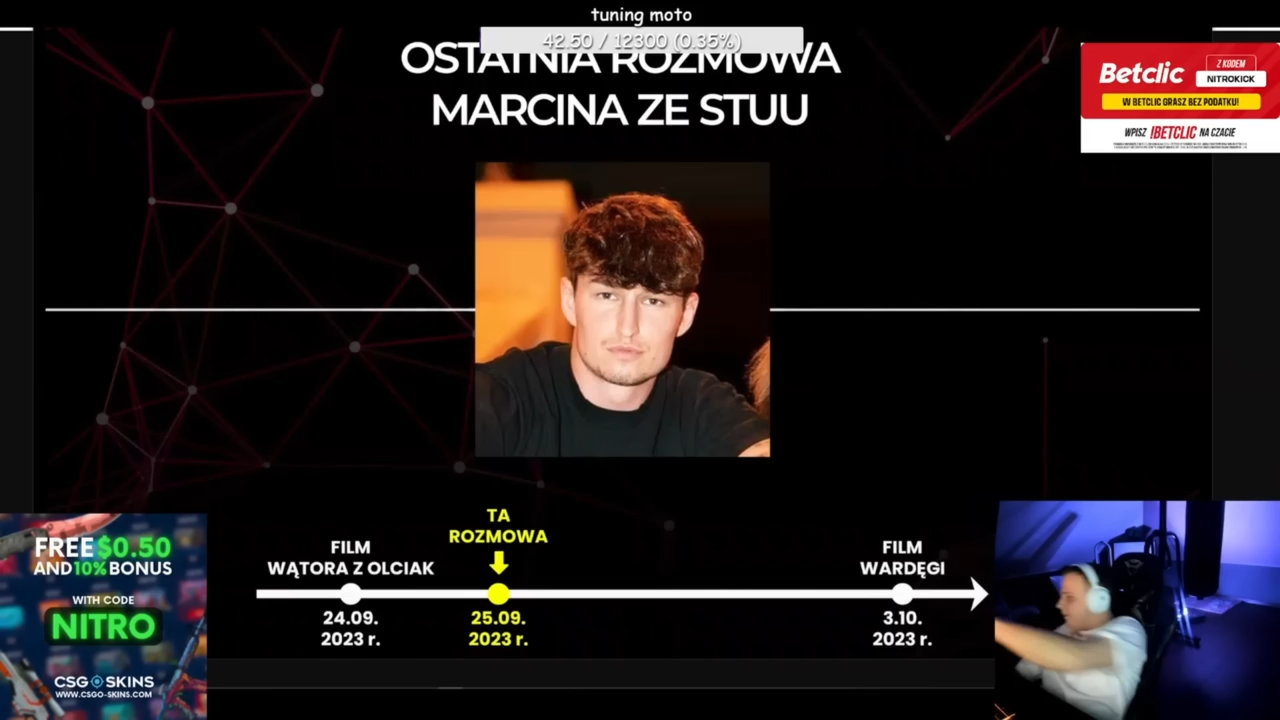 tuning moto
42.50 / 12300 (0.35%)
OSTATNIA ROZMOWA
MARCINA ZE STUU
Betclic
Z KODEM
NITROKICK
W BETCLIC GRASZ BEZ PODATKU!
WPISZ !BETCLIC NA CZACIE
TA
ROZMOWA
FILM
WĄTORA Z OLCIAK
FILM
WARDĘGI
24.09.
2023 r.
25.09.
2023 r.
3.10.
2023 r.
FREE $0.50
AND 10% BONUS
WITH CODE
NITRO
CSGO SKINS
WWW.CSGO-SKINS.COM